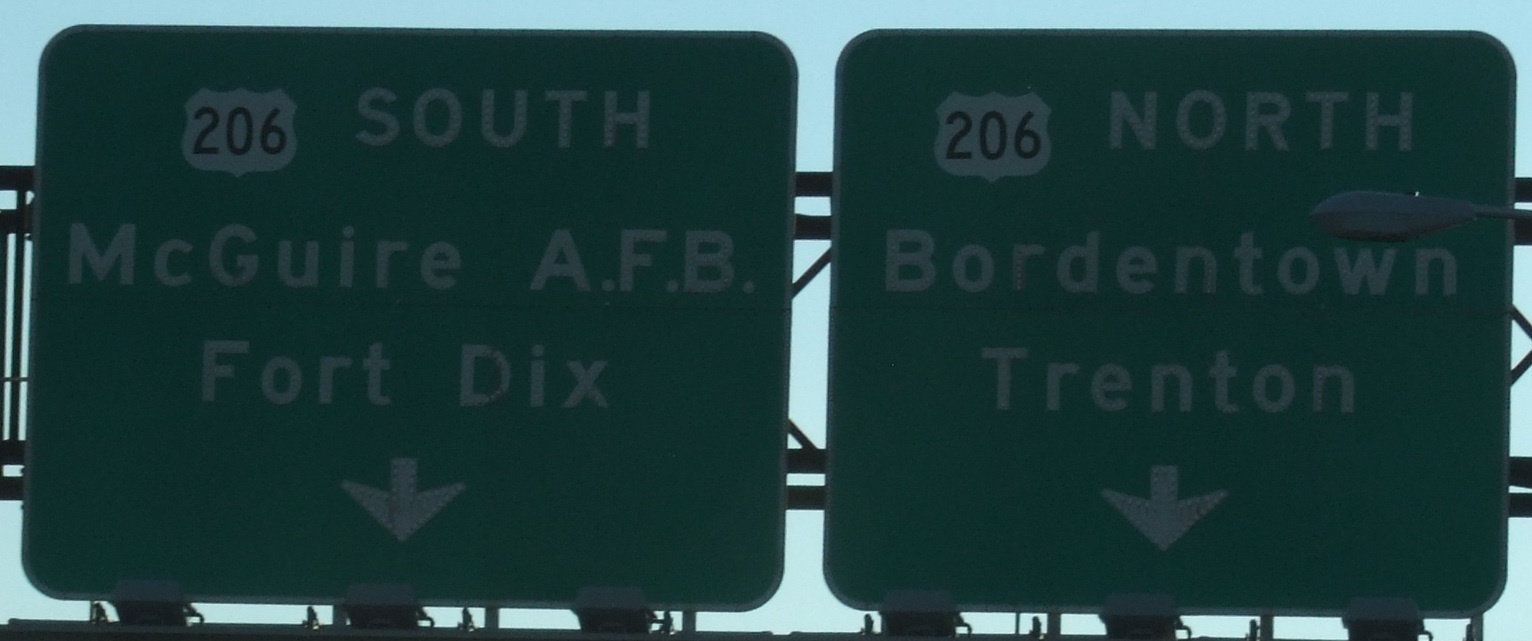 206 SOUTH
McGuire A.F.B.
Fort Dix
206 NORTH
Bordentown
Trenton